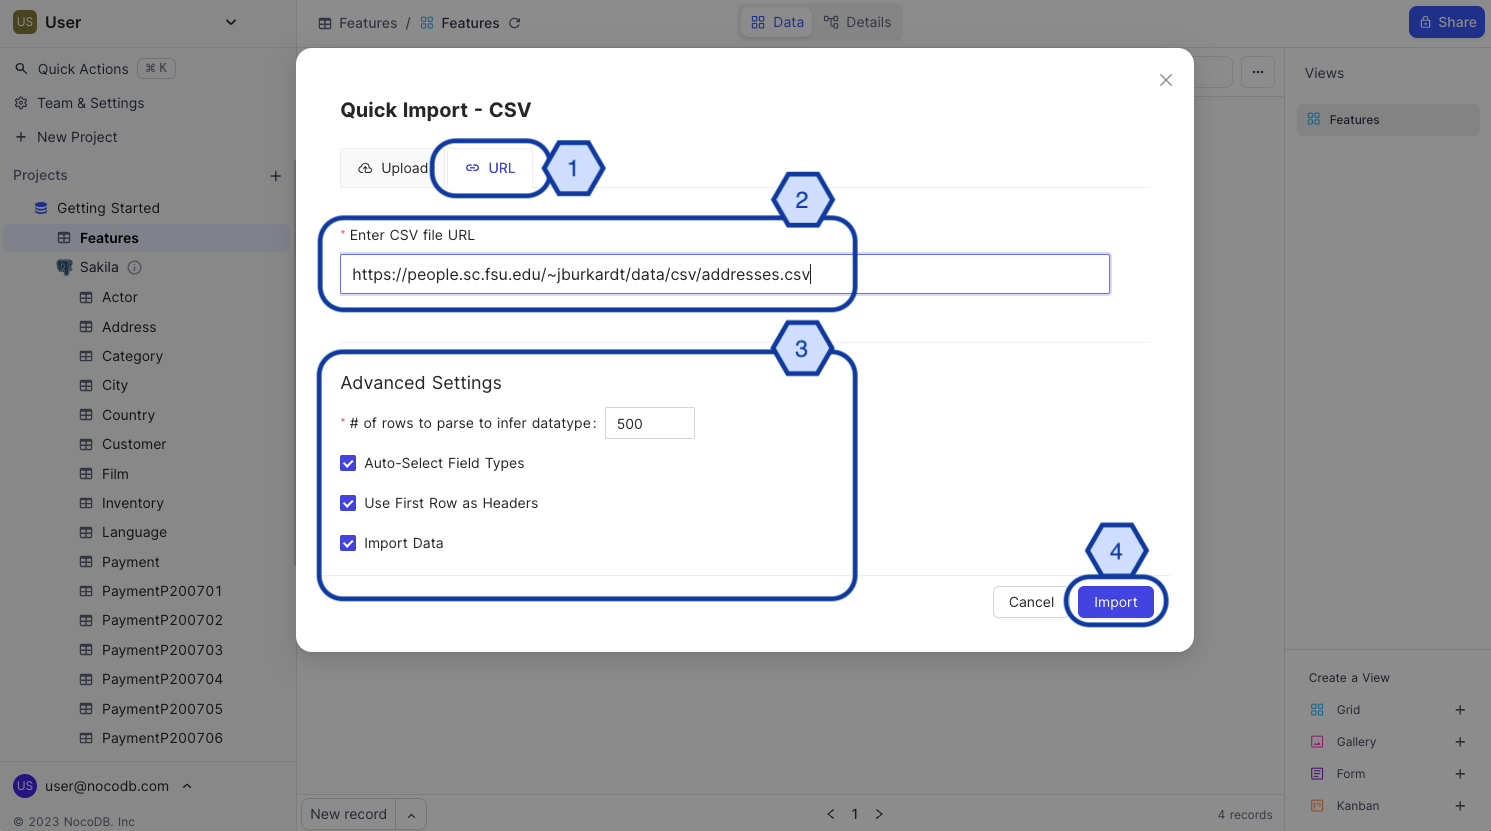 US User
Features / Features
Data Details
Share
Quick Actions ⌘ K
Team & Settings
New Project
Projects
Getting Started
Features
Sakila
Actor
Address
Category
City
Country
Customer
Film
Inventory
Language
Payment
PaymentP200701
PaymentP200702
PaymentP200703
PaymentP200704
PaymentP200705
PaymentP200706
US user@nocodb.com
© 2023 NocoDB. Inc
Quick Import - CSV
Upload URL 1
2
* Enter CSV file URL
https://people.sc.fsu.edu/~jburkardt/data/csv/addresses.csv
3
Advanced Settings
* # of rows to parse to infer datatype: 500
Auto-Select Field Types
Use First Row as Headers
Import Data
4
Cancel Import
New record
1
4 records
Views
Features
Create a View
Grid
Gallery
Form
Kanban